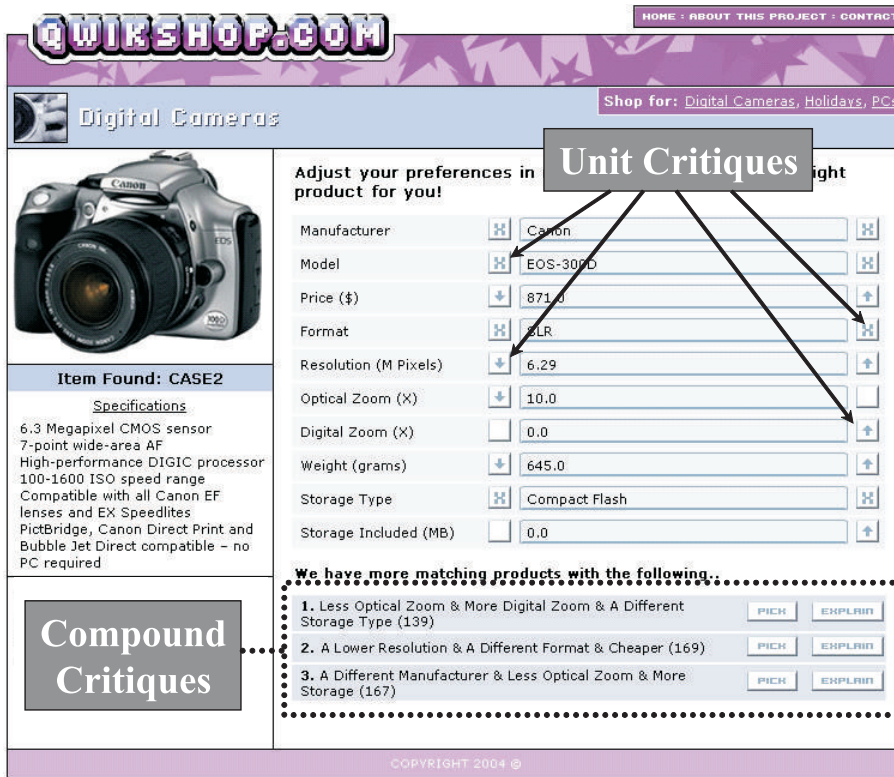 QWIKSHOP.COM
HOME : ABOUT THIS PROJECT : CONTACT
Digital Cameras
Shop for: Digital Cameras, Holidays, PCs
Canon
EOS
Item Found: CASE2
Specifications
6.3 Megapixel CMOS sensor
7-point wide-area AF
High-performance DIGIC processor
100-1600 ISO speed range
Compatible with all Canon EF
lenses and EX Speedlites
PictBridge, Canon Direct Print and
Bubble Jet Direct compatible – no
PC required
Unit Critiques
Adjust your preferences in
product for you!
Manufacturer Canon
Model EOS-300D
Price ($) 871.0
Format SLR
Resolution (M Pixels) 6.29
Optical Zoom (X) 10.0
Digital Zoom (X) 0.0
Weight (grams) 645.0
Storage Type Compact Flash
Storage Included (MB) 0.0
We have more matching products with the following..
Compound
Critiques
1. Less Optical Zoom & More Digital Zoom & A Different
Storage Type (139) PICK EXPLAIN
2. A Lower Resolution & A Different Format & Cheaper (169) PICK EXPLAIN
3. A Different Manufacturer & Less Optical Zoom & More
Storage (167) PICK EXPLAIN
COPYRIGHT 2004 ©